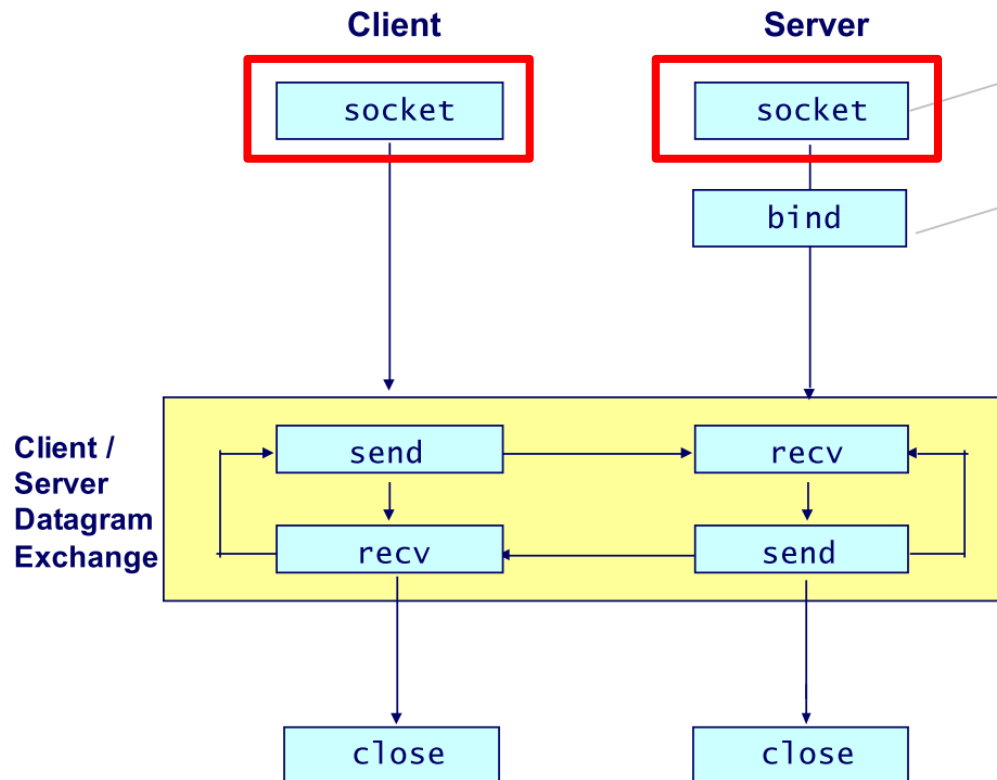 Client
Server
socket
socket
bind
Client /
Server
Datagram
Exchange
send
recv
recv
send
close
close